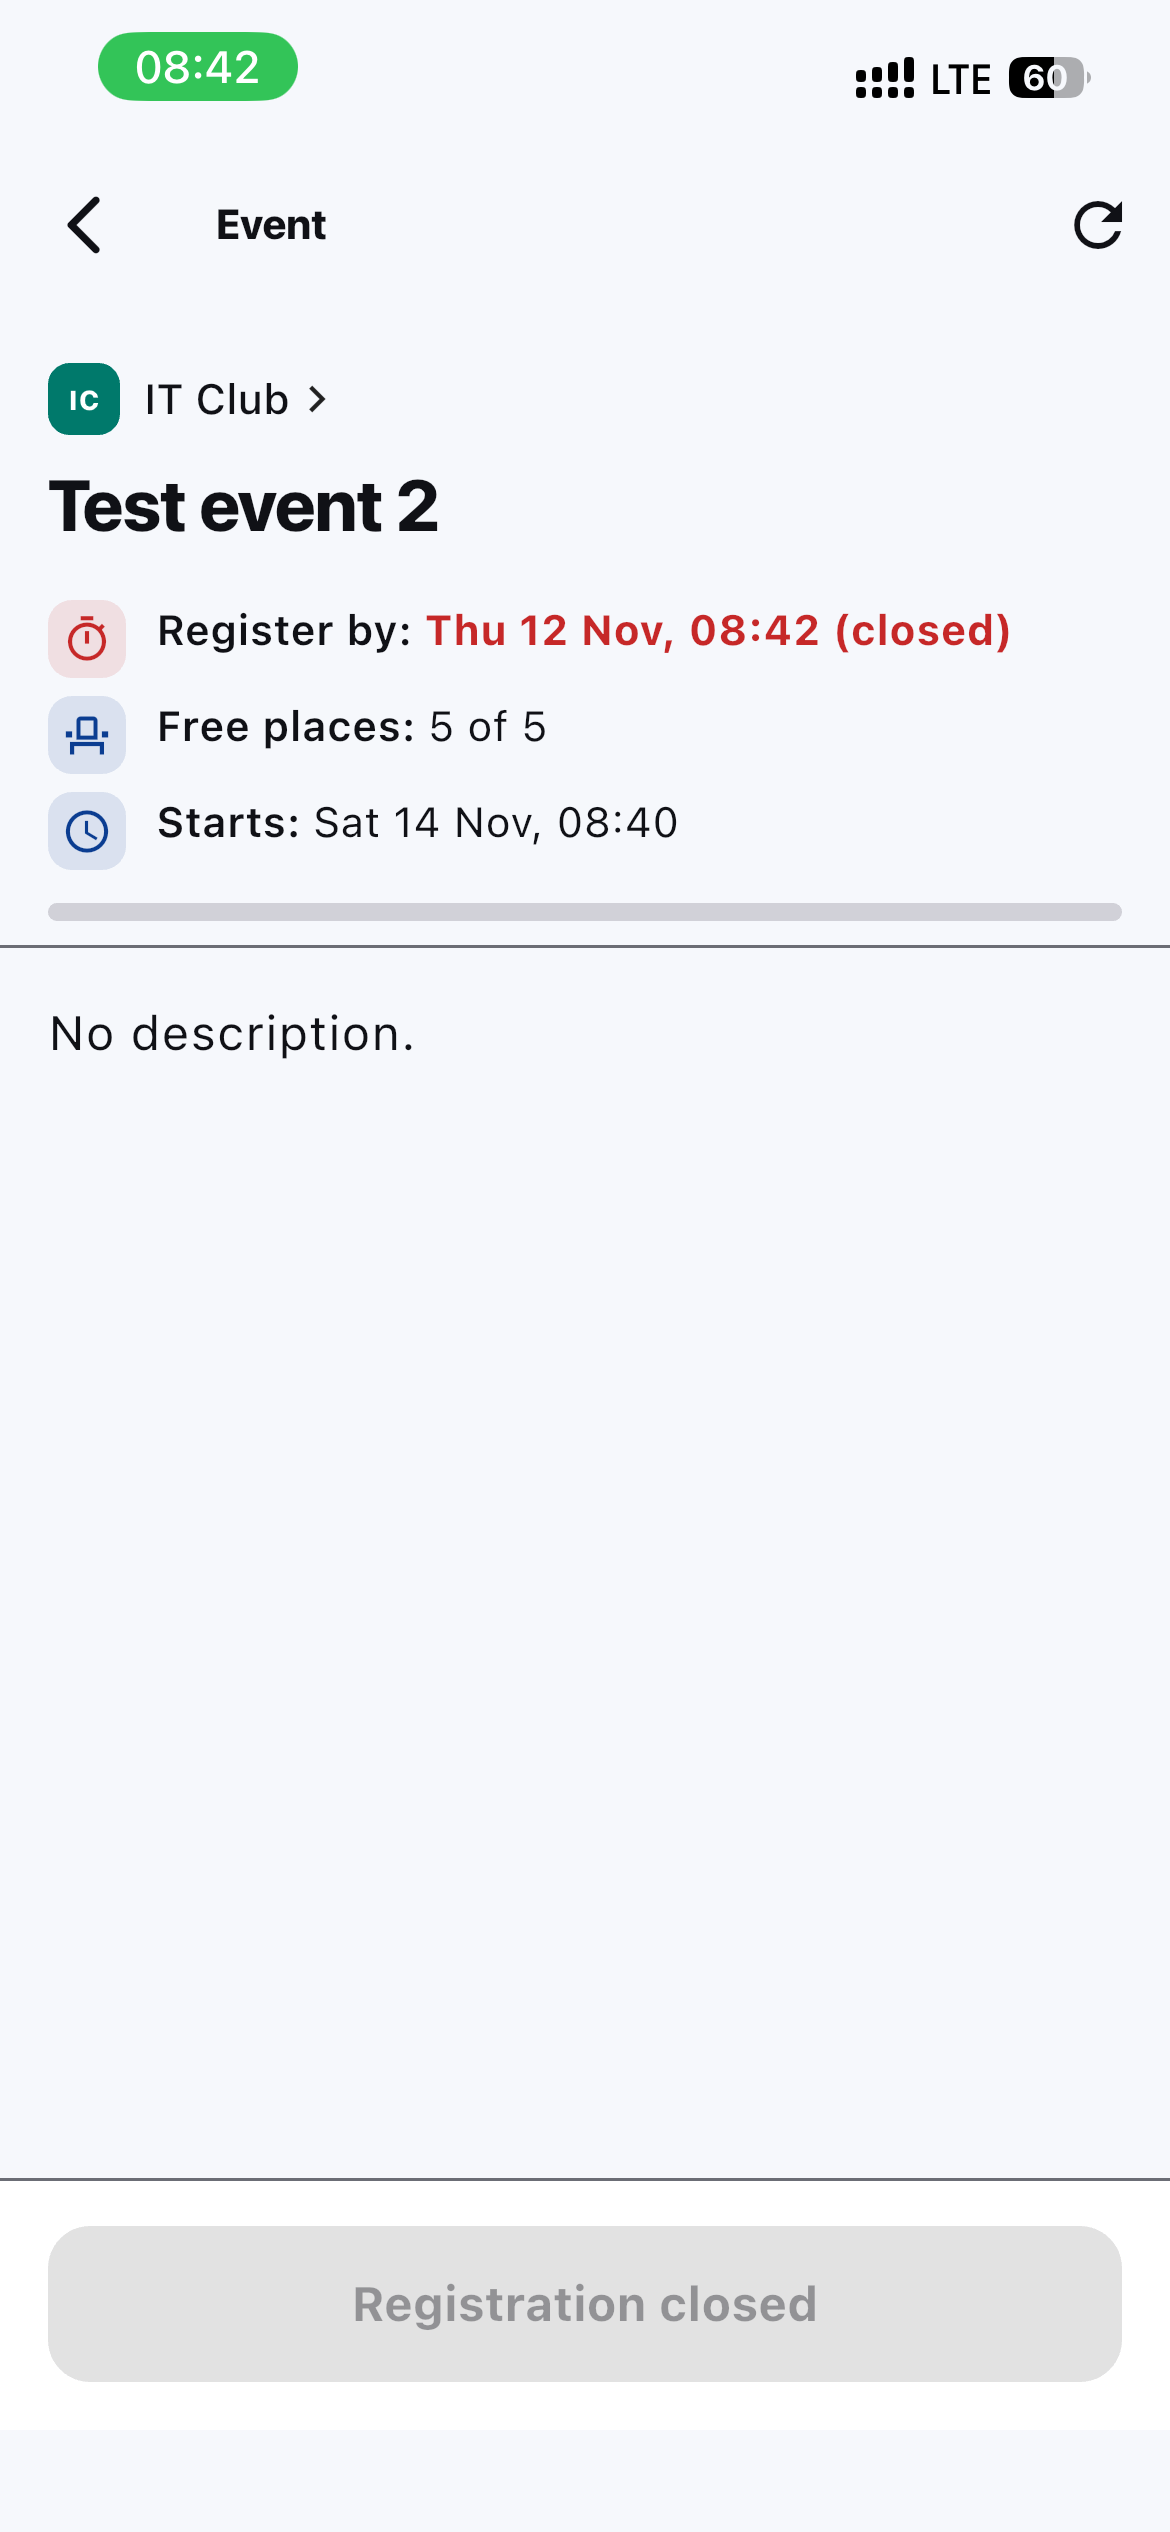 08:42
LTE 60
Event
IC IT Club
Test event 2
Register by: Thu 12 Nov, 08:42 (closed)
Free places: 5 of 5
Starts: Sat 14 Nov, 08:40
No description.
Registration closed